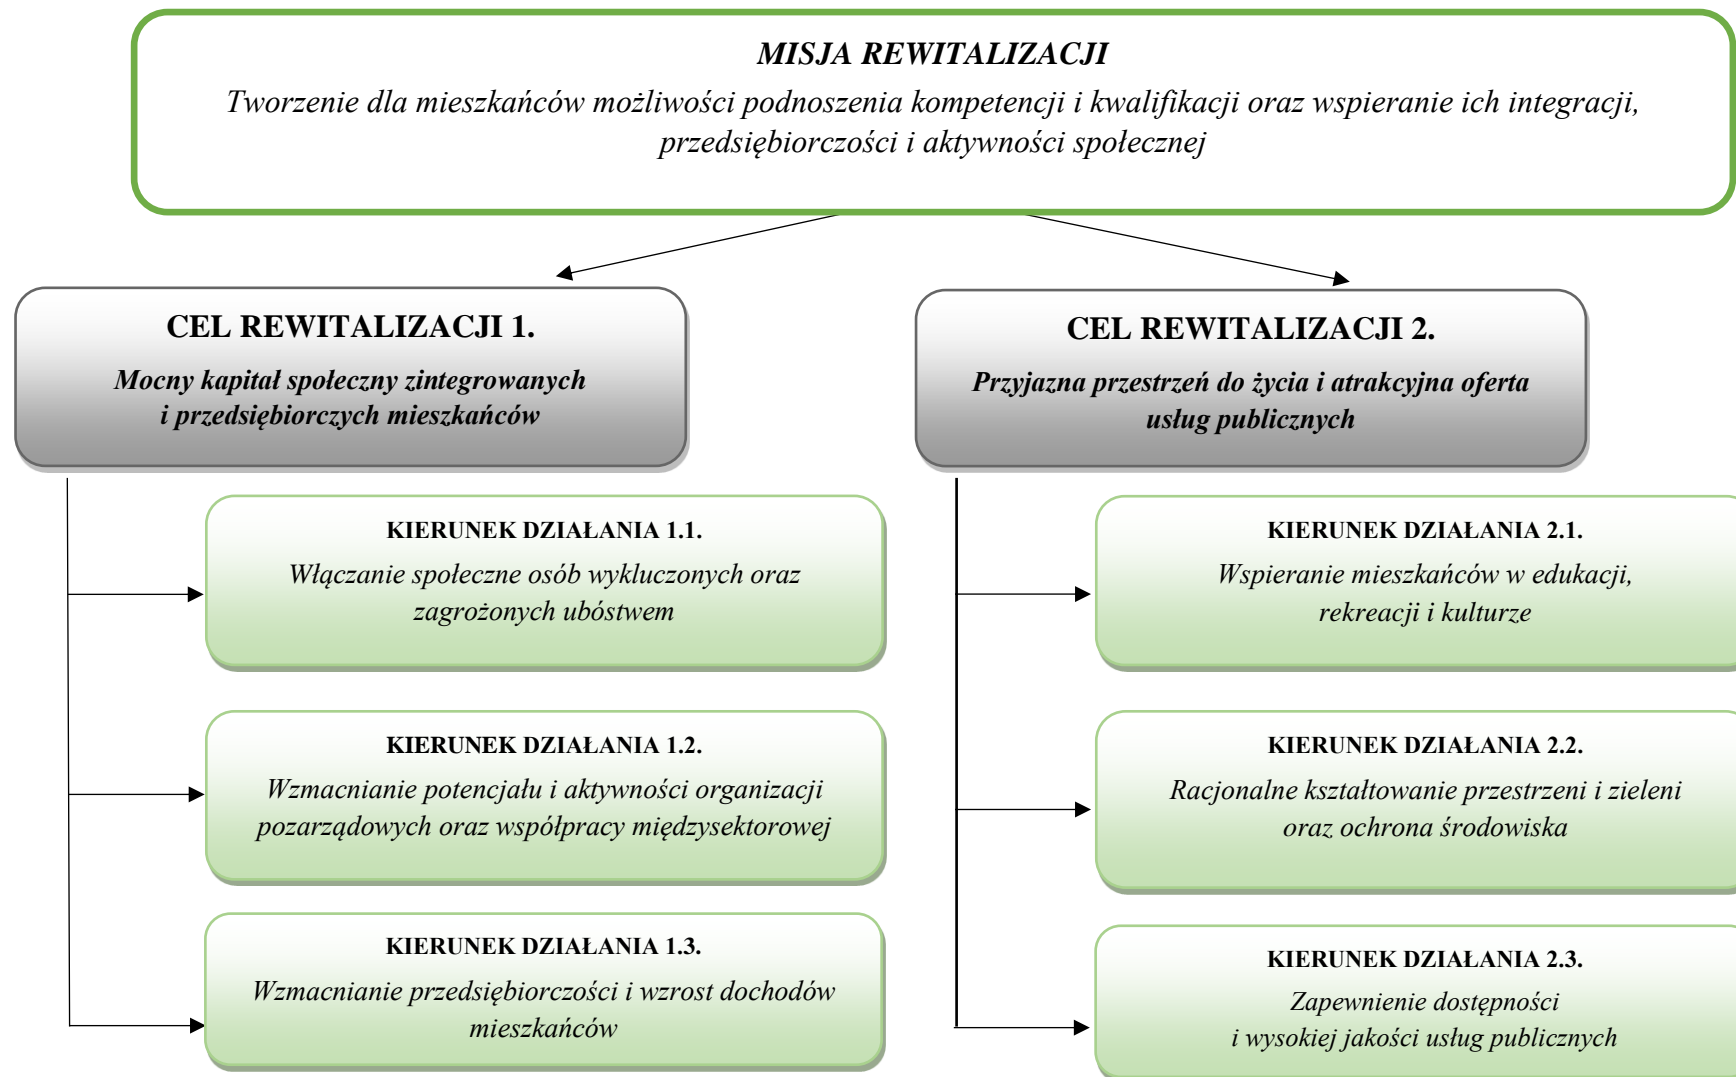 MISJA REWITALIZACJI
Tworzenie dla mieszkańców możliwości podnoszenia kompetencji i kwalifikacji oraz wspieranie ich integracji,
przedsiębiorczości i aktywności społecznej
CEL REWITALIZACJI 1.
Mocny kapitał społeczny zintegrowanych
i przedsiębiorczych mieszkańców
KIERUNEK DZIAŁANIA 1.1.
Włączanie społeczne osób wykluczonych oraz
zagrożonych ubóstwem
KIERUNEK DZIAŁANIA 1.2.
Wzmacnianie potencjału i aktywności organizacji
pozarządowych oraz współpracy międzysektorowej
KIERUNEK DZIAŁANIA 1.3.
Wzmacnianie przedsiębiorczości i wzrost dochodów
mieszkańców
CEL REWITALIZACJI 2.
Przyjazna przestrzeń do życia i atrakcyjna oferta
usług publicznych
KIERUNEK DZIAŁANIA 2.1.
Wspieranie mieszkańców w edukacji,
rekreacji i kulturze
KIERUNEK DZIAŁANIA 2.2.
Racjonalne kształtowanie przestrzeni i zieleni
oraz ochrona środowiska
KIERUNEK DZIAŁANIA 2.3.
Zapewnienie dostępności
i wysokiej jakości usług publicznych